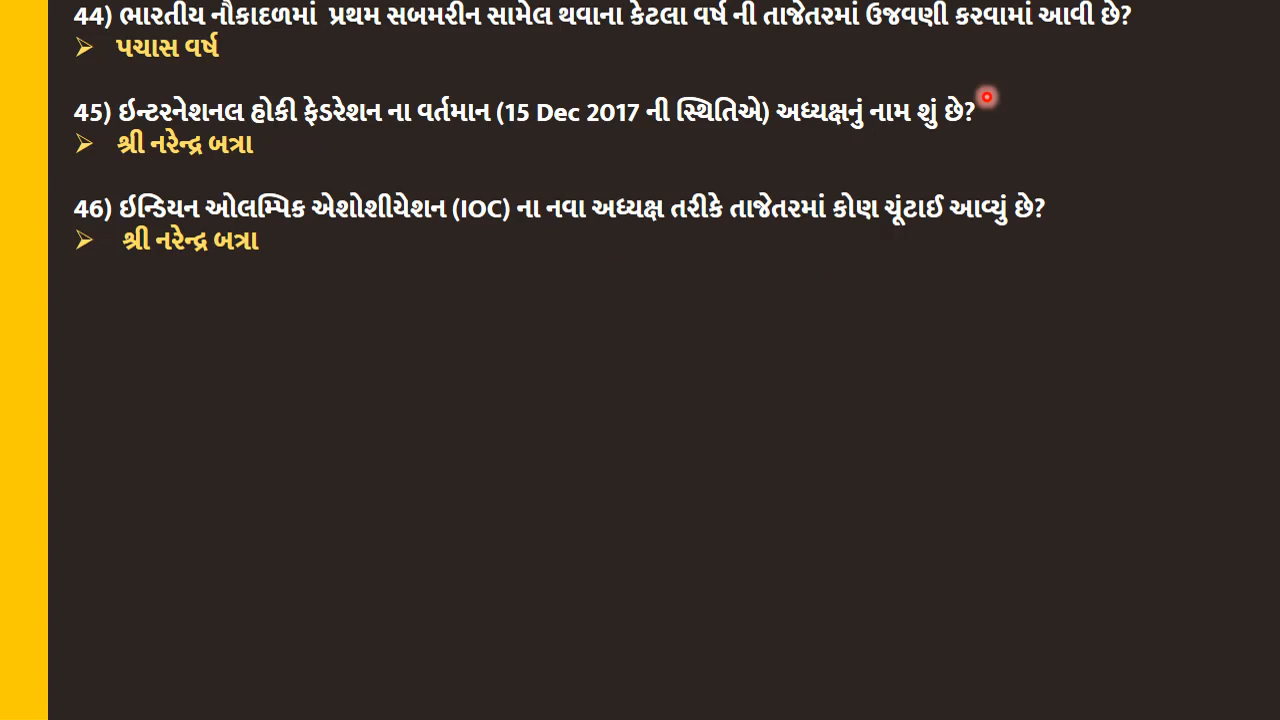 44) ભારતીય નૌકાદળમાં પ્રથમ સબમરીન સામેલ થવાના કેટલા વર્ષ ની તાજેતરમાં ઉજવણી કરવામાં આવી છે?
➢ પચાસ વર્ષ
45) ઇન્ટરનેશનલ હોકી ફેડરેશન ના વર્તમાન (15 Dec 2017 ની સ્થિતિએ) અધ્યક્ષનું નામ શું છે?
➢ શ્રી નરેન્દ્ર બત્રા
46) ઇન્ડિયન ઓલમ્પિક એશોશીયેશન (IOC) ના નવા અધ્યક્ષ તરીકે તાજેતરમાં કોણ ચૂંટાઈ આવ્યું છે?
➢ શ્રી નરેન્દ્ર બત્રા